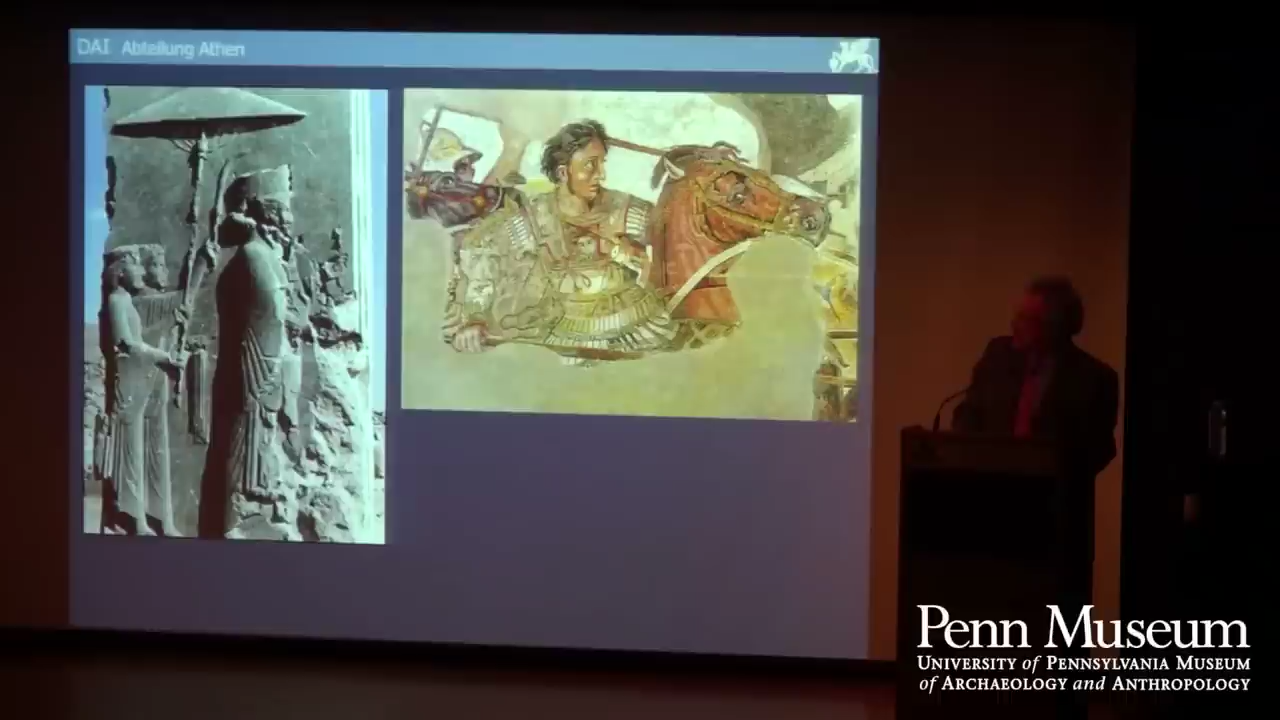 DAI Abteilung Athen
Penn Museum
UNIVERSITY of PENNSYLVANIA MUSEUM
of ARCHAEOLOGY and ANTHROPOLOGY